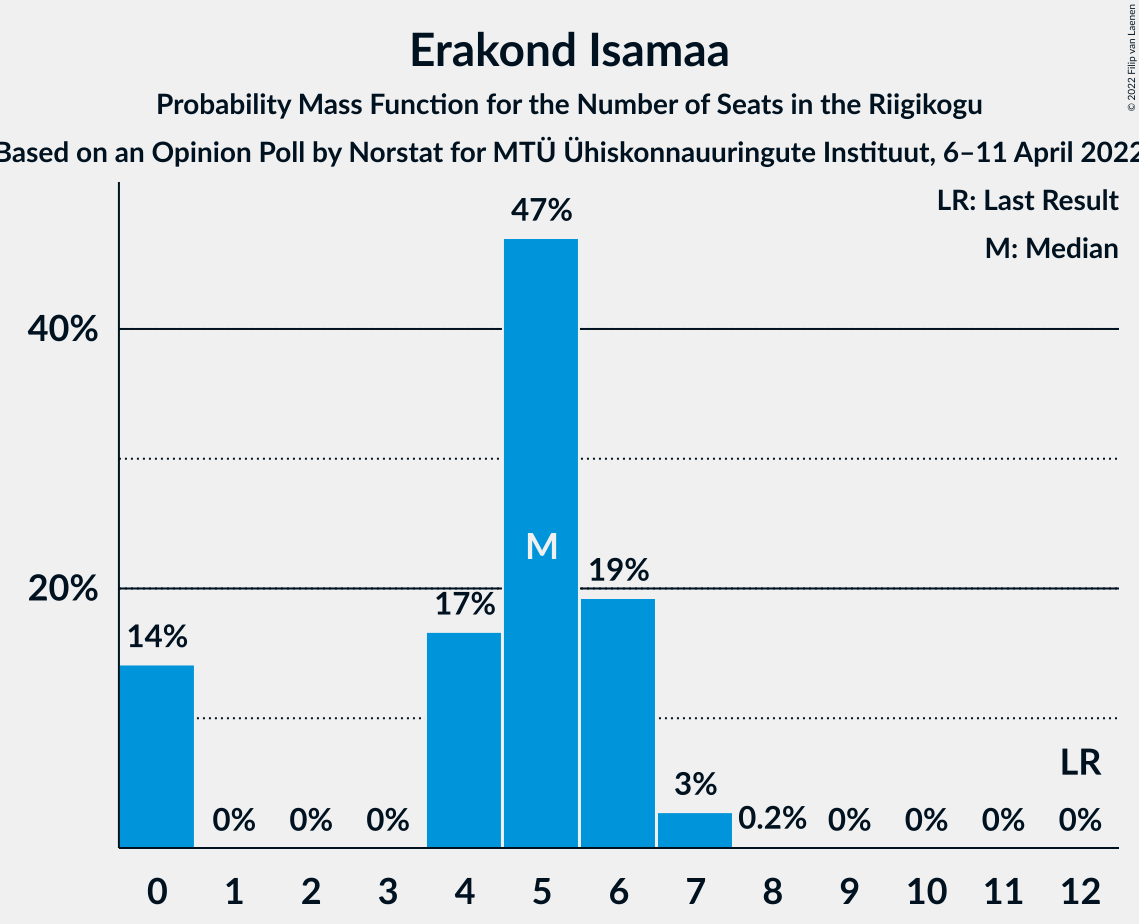 Erakond Isamaa
Probability Mass Function for the Number of Seats in the Riigikogu
Based on an Opinion Poll by Norstat for MTÜ Ühiskonnauuringute Instituut, 6–11 April 2022
© 2022 Filip van Laenen
LR: Last Result
M: Median
47%
40%
M
19%
20%
17%
14%
LR
3%
0% 0% 0% 0.2% 0% 0% 0% 0%
0 1 2 3 4 5 6 7 8 9 10 11 12